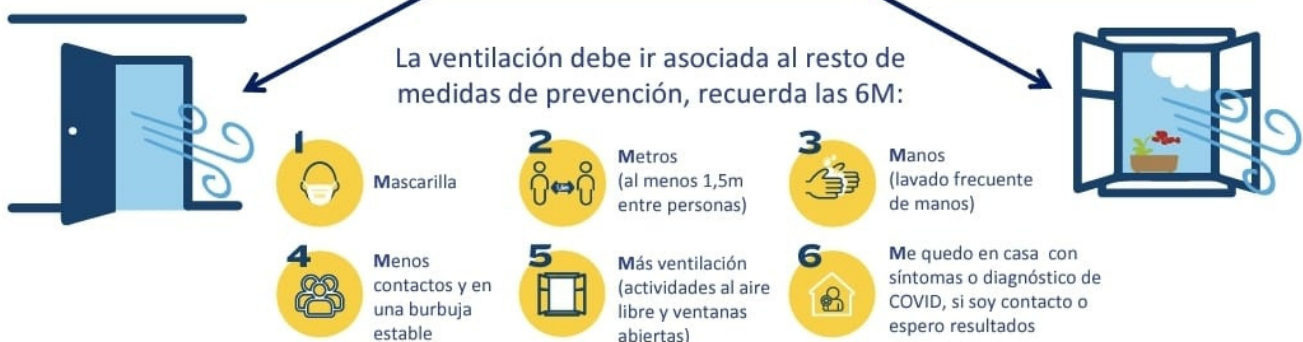 La ventilación debe ir asociada al resto de
medidas de prevención, recuerda las 6M:
1
Mascarilla
2
Metros
(al menos 1,5m
entre personas)
3
Manos
(lavado frecuente
de manos)
4
Menos
contactos y en
una burbuja
estable
5
Más ventilación
(actividades al aire
libre y ventanas
abiertas)
6
Me quedo en casa con
síntomas o diagnóstico de
COVID, si soy contacto o
espero resultados